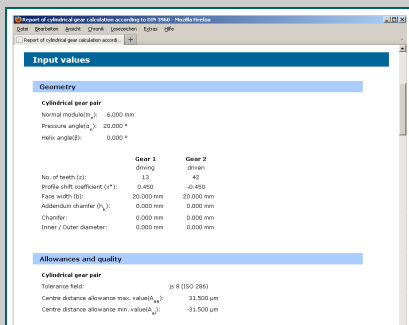 Report of cylindrical gear calculation according to DIN 3960 - Mozilla Firefox
Datei Bearbeiten Ansicht Chronik Lesezeichen Extras Hilfe
Report of cylindrical gear calculation accordi... +
Input values
Geometry
Cylindrical gear pair
Normal module(mn): 6.000 mm
Pressure angle(αn): 20.000 °
Helix angle(β): 0.000 °
Gear 1 Gear 2
driving driven
No. of teeth (z): 13 42
Profile shift coefficient (x*): 0.450 -0.450
Face width (b): 20.000 mm 20.000 mm
Addendum chamfer (hk): 0.000 mm 0.000 mm
Chamfer: 0.000 mm 0.000 mm
Inner / Outer diameter: 0.000 mm 0.000 mm
Allowances and quality
Cylindrical gear pair
Tolerance field: js 8 (ISO 286)
Centre distance allowance max. value(Aae): 31.500 µm
Centre distance allowance min. value(Aai): -31.500 µm